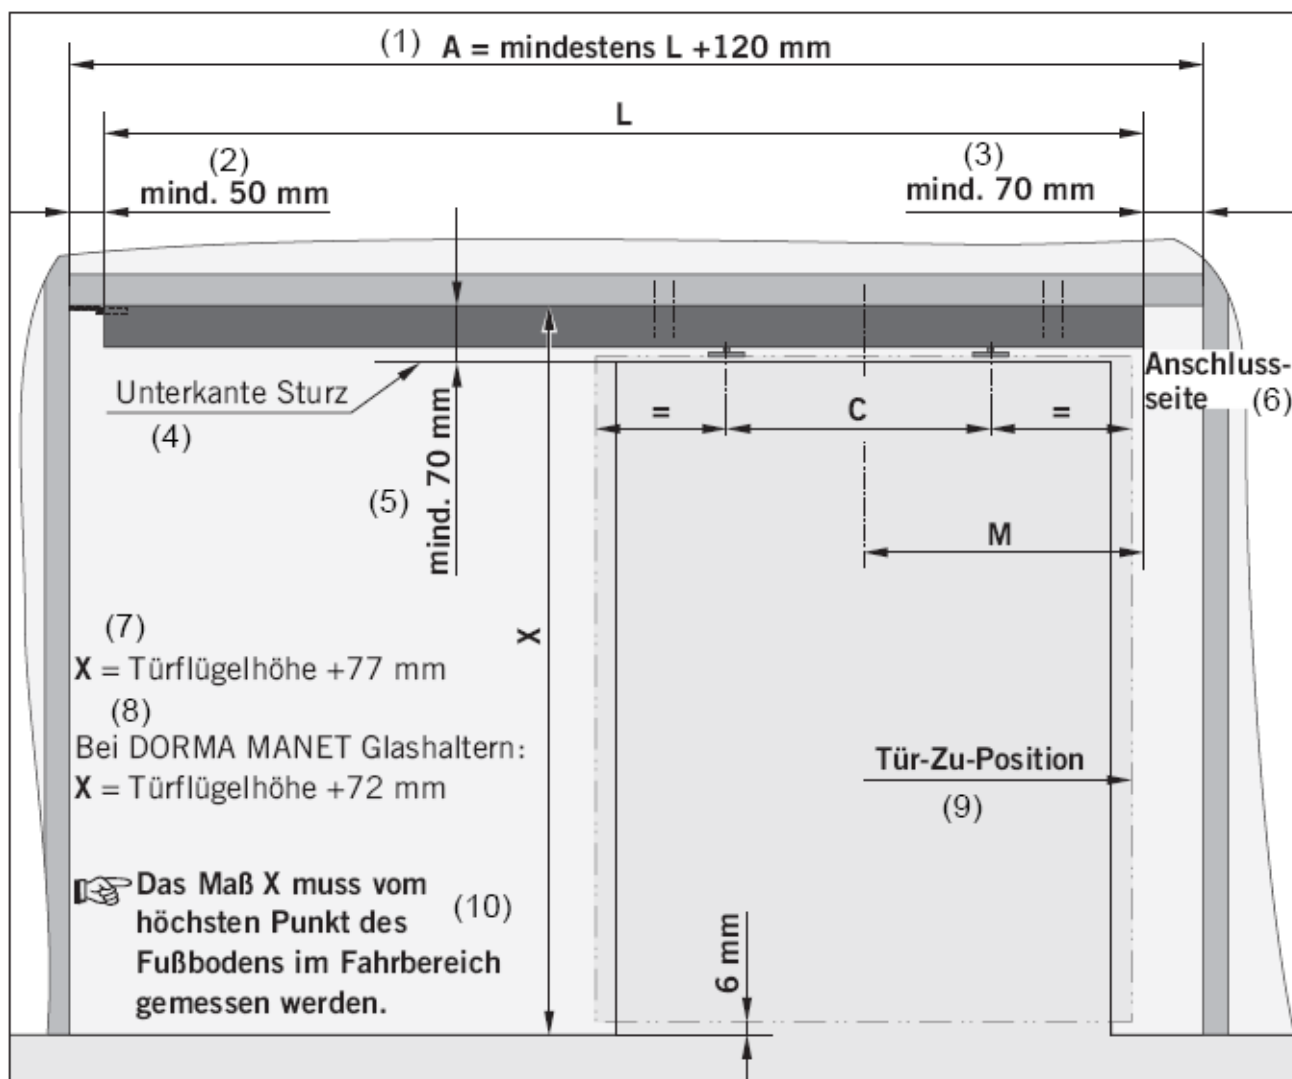 (1) A = mindestens L +120 mm
L
(2)
mind. 50 mm
(3)
mind. 70 mm
Unterkante Sturz
(4)
(5) mind. 70 mm
= C =
Anschluss-
seite (6)
M
X
(7)
X = Türflügelhöhe +77 mm
(8)
Bei DORMA MANET Glashaltern:
X = Türflügelhöhe +72 mm
Tür-Zu-Position
(9)
Das Maß X muss vom
höchsten Punkt des (10)
Fußbodens im Fahrbereich
gemessen werden.
6 mm